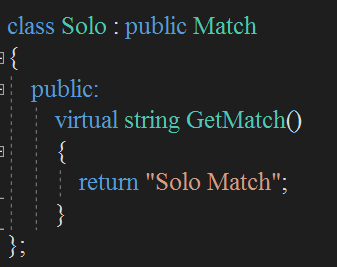 class Solo : public Match
{
public:
virtual string GetMatch()
{
return "Solo Match";
}
};